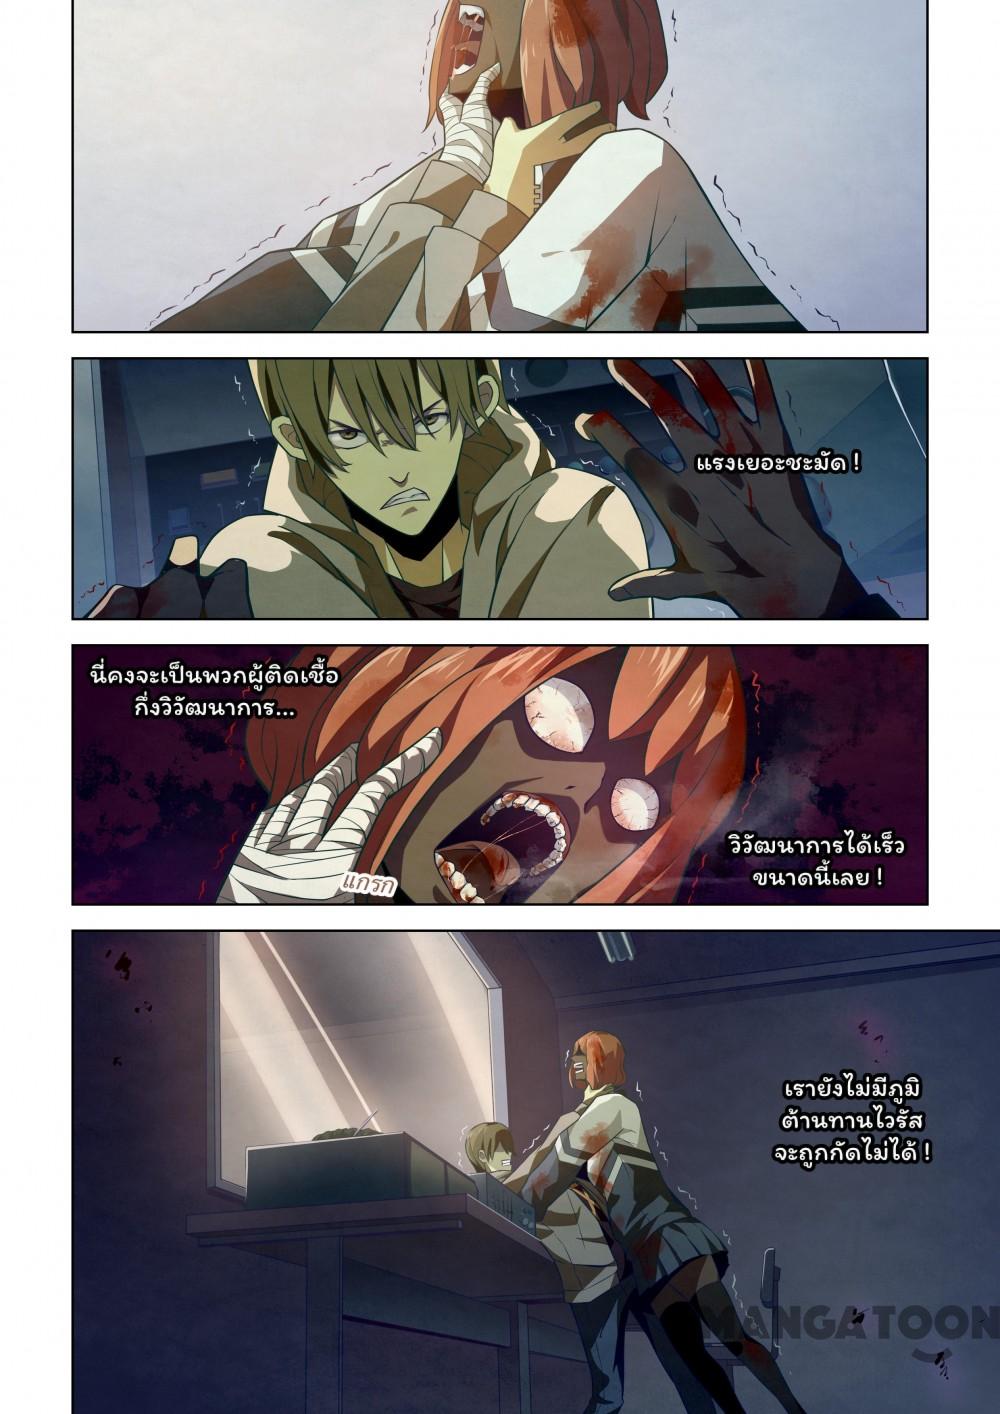 แรงเยอะชะมัด !
นี่คงจะเป็นพวกผู้ติดเชื้อ
กึ่งวิวัฒนาการ...
แกรก
วิวัฒนาการได้เร็ว
ขนาดนี้เลย !
เรายังไม่มีภูมิ
ต้านทานไวรัส
จะถูกกัดไม่ได้ !
MANGATOON